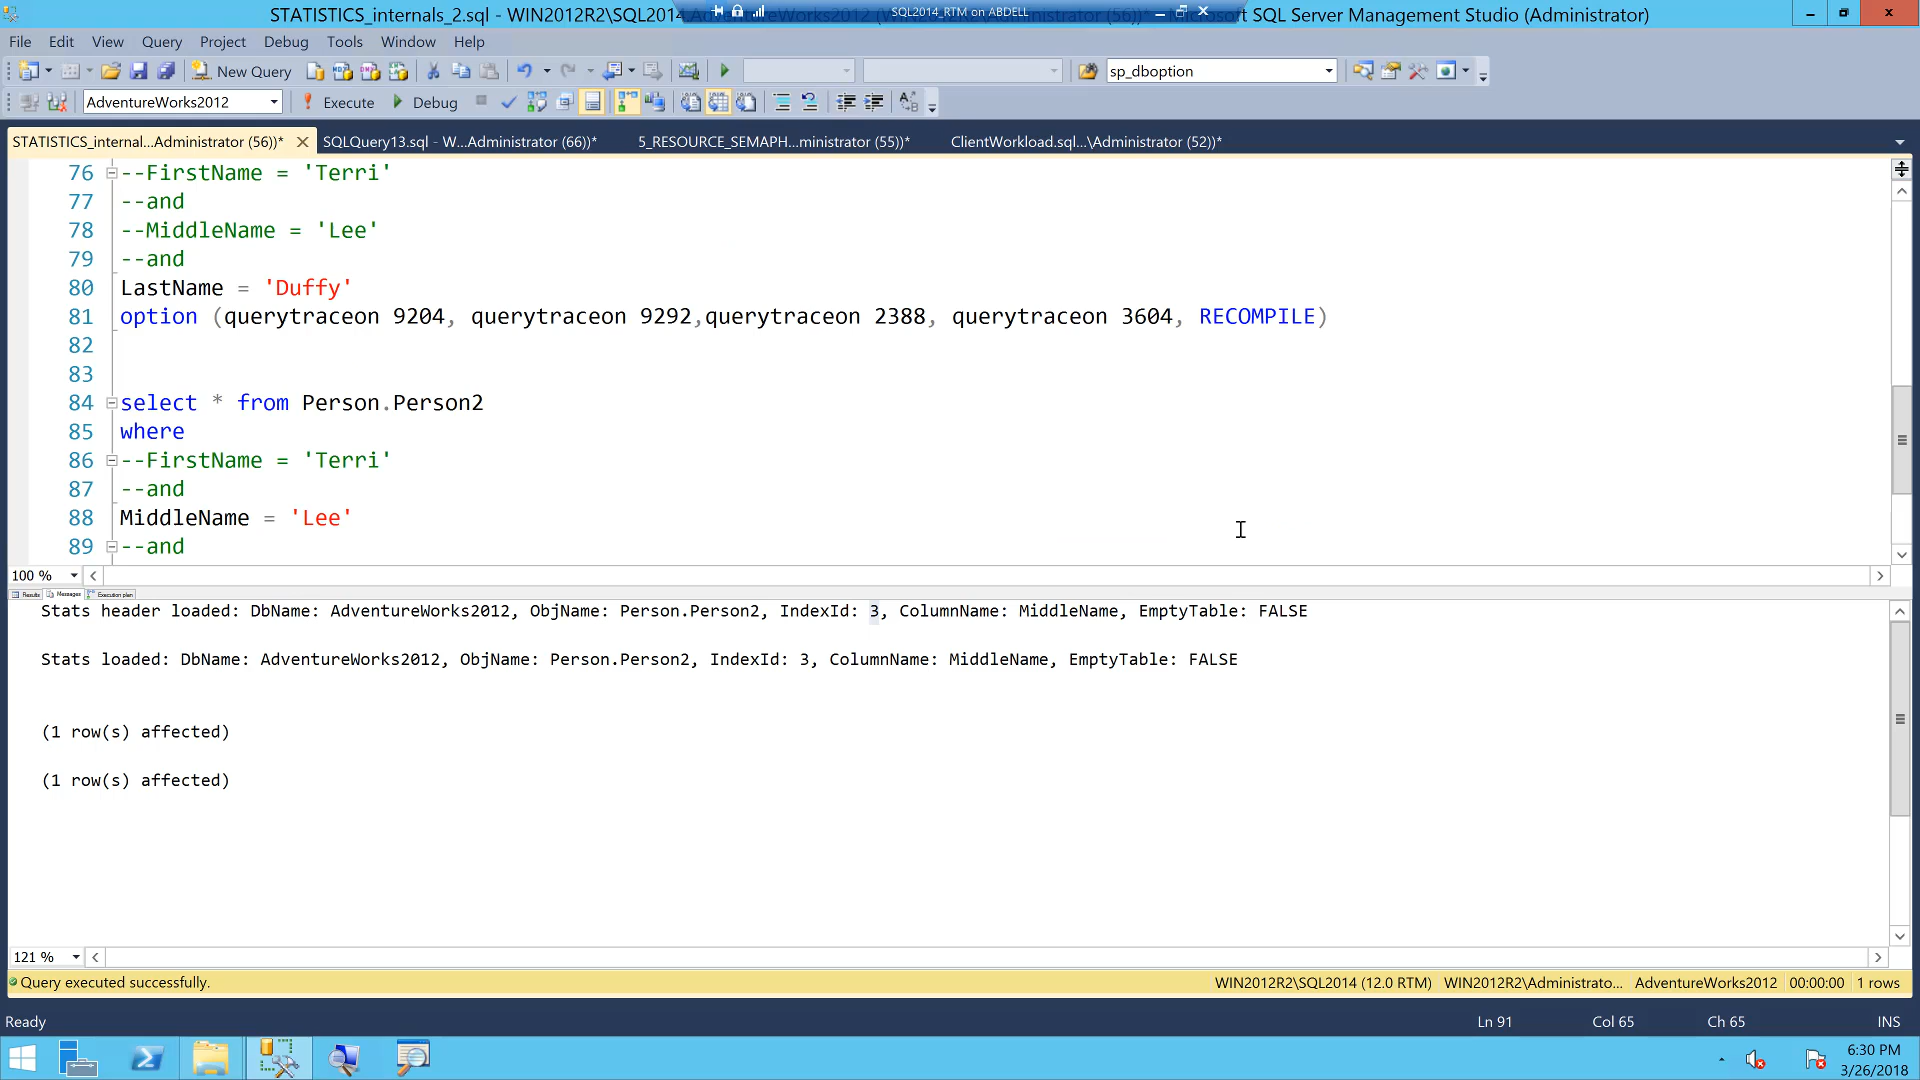 STATISTICS_internals_2.sql - WIN2012R2\SQL2014.AdventureWorks2012 (
SQL2014_RTM on ABDELL
SQL Server Management Studio (Administrator)
File Edit View Query Project Debug Tools Window Help
New Query
sp_dboption
AdventureWorks2012
Execute Debug
STATISTICS_internal...Administrator (56))* SQLQuery13.sql - W...Administrator (66))* 5_RESOURCE_SEMAPH...ministrator (55))* ClientWorkload.sql...\Administrator (52))*
76 --FirstName = 'Terri'
77 --and
78 --MiddleName = 'Lee'
79 --and
80 LastName = 'Duffy'
81 option (querytraceon 9204, querytraceon 9292,querytraceon 2388, querytraceon 3604, RECOMPILE)
82
83
84 select * from Person.Person2
85 where
86 --FirstName = 'Terri'
87 --and
88 MiddleName = 'Lee'
89 --and
100 %
Results Messages Execution plan
Stats header loaded: DbName: AdventureWorks2012, ObjName: Person.Person2, IndexId: 3, ColumnName: MiddleName, EmptyTable: FALSE
Stats loaded: DbName: AdventureWorks2012, ObjName: Person.Person2, IndexId: 3, ColumnName: MiddleName, EmptyTable: FALSE
(1 row(s) affected)
(1 row(s) affected)
121 %
Query executed successfully. WIN2012R2\SQL2014 (12.0 RTM) WIN2012R2\Administrato... AdventureWorks2012 00:00:00 1 rows
Ready Ln 91 Col 65 Ch 65 INS
6:30 PM
3/26/2018